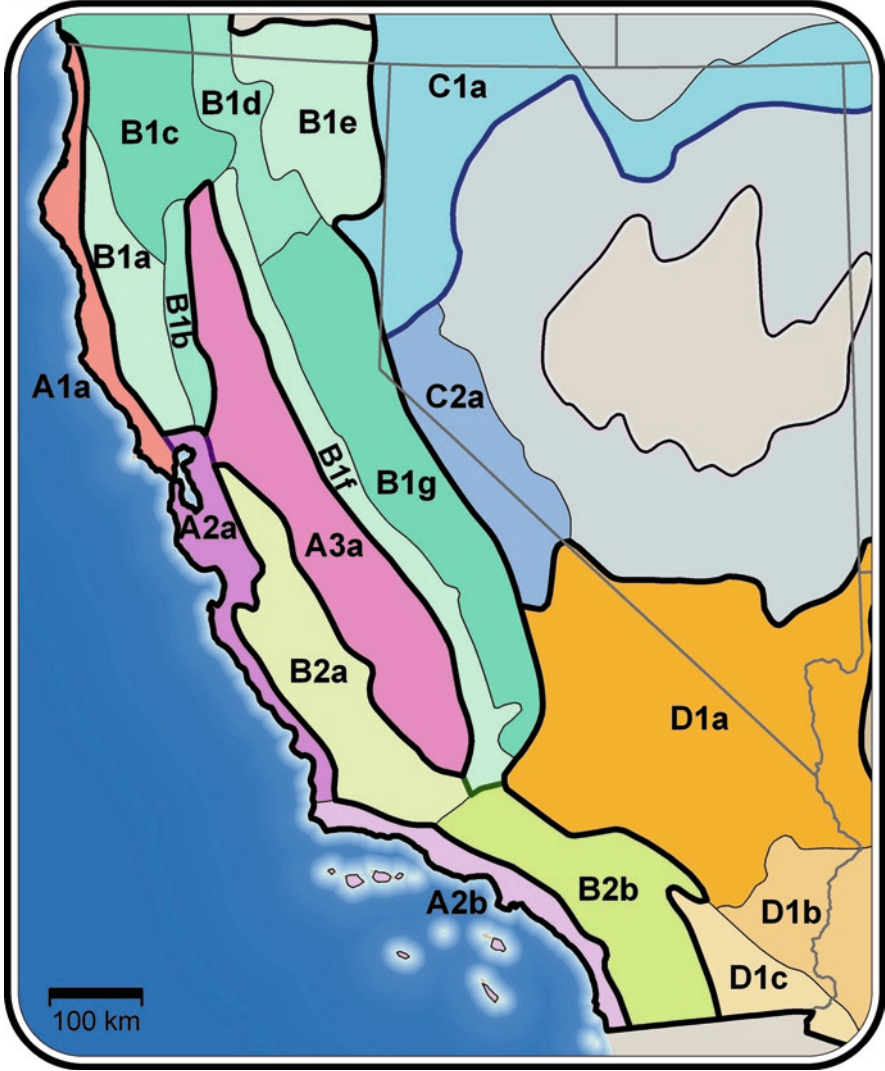 C1a
B1d
B1e
B1c
B1a
B1b
A1a
C2a
B1f
B1g
A2a
A3a
B2a
D1a
B2b
A2b
D1b
D1c
100 km